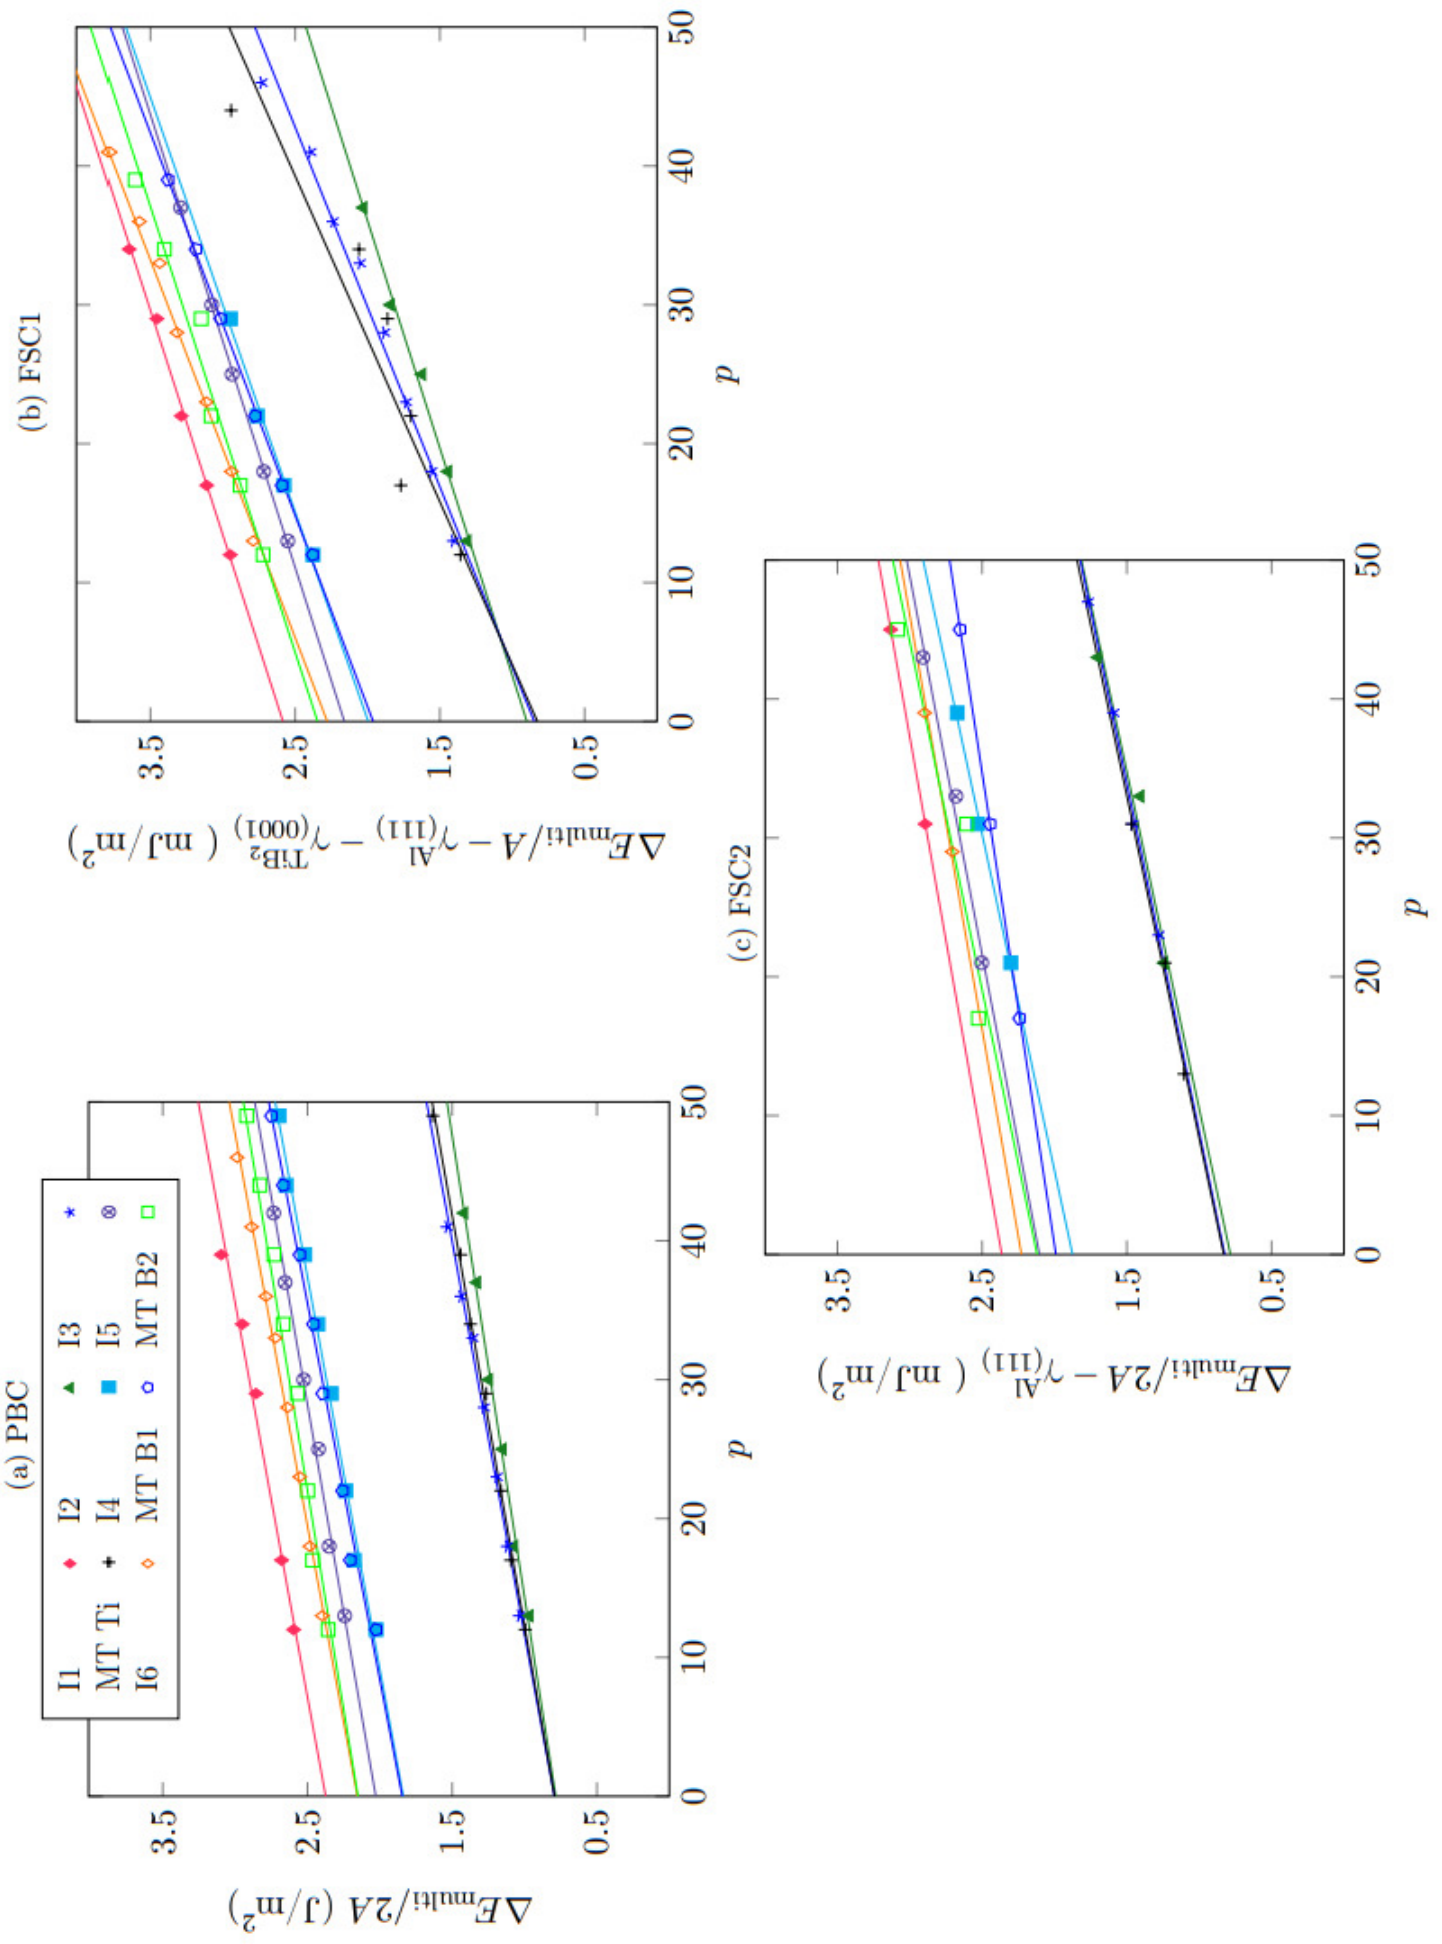 (a) PBC
I1 I2 I3
MT Ti I4 I5
I6 MT B1 MT B2
3.5
2.5
1.5
0.5
0 10 20 30 40 50
p
ΔE_multi/2A (J/m²)
(b) FSC1
3.5
2.5
1.5
0.5
0 10 20 30 40 50
p
ΔE_multi/A − γ^Al_(111) − γ^TiB₂_(0001) ( mJ/m²)
(c) FSC2
3.5
2.5
1.5
0.5
0 10 20 30 40 50
p
ΔE_multi/2A − γ^Al_(111) ( mJ/m²)